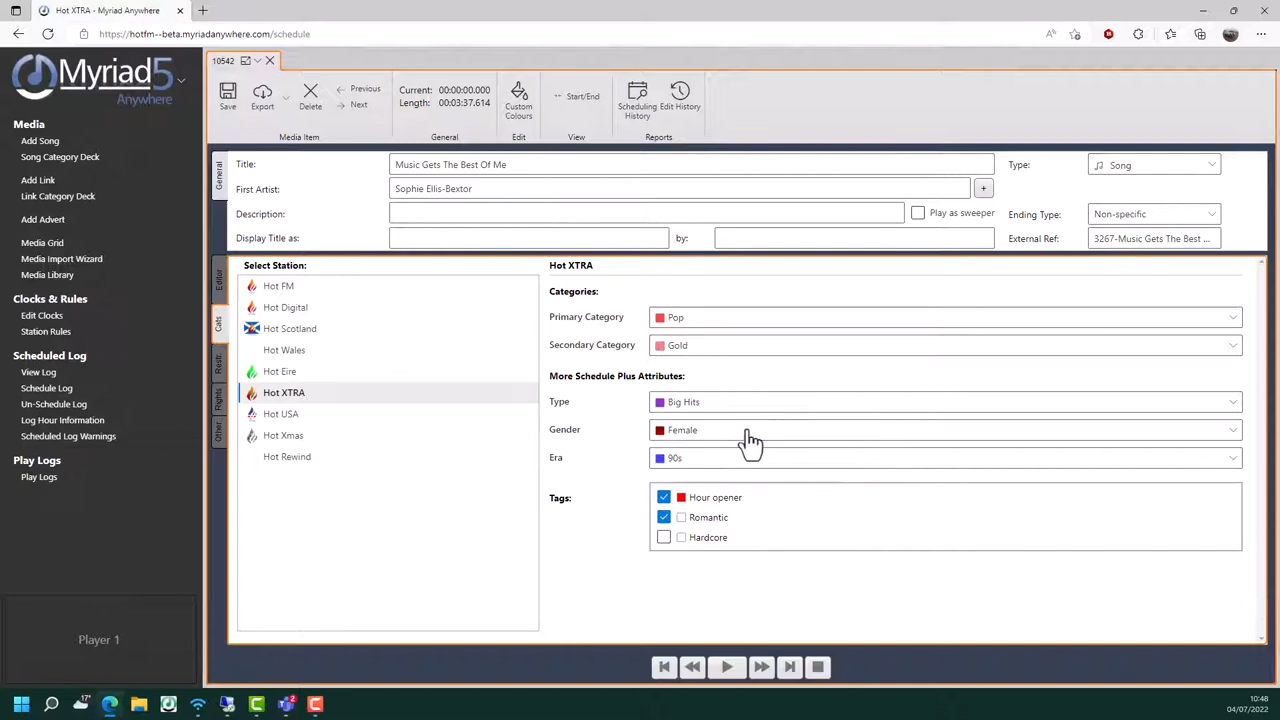 Hot XTRA - Myriad Anywhere
https://hotfm--beta.myriadanywhere.com/schedule
Myriad5
Anywhere
Media
Add Song
Song Category Deck
Add Link
Link Category Deck
Add Advert
Media Grid
Media Import Wizard
Media Library
Clocks & Rules
Edit Clocks
Station Rules
Scheduled Log
View Log
Schedule Log
Un-Schedule Log
Log Hour Information
Scheduled Log Warnings
Play Logs
Play Logs
Player 1
10542
Save
Export
Delete
Previous
Next
Media Item
Current: 00:00:00.000
Length: 00:03:37.614
General
Custom Colours
Edit
Start/End
View
Scheduling History
Edit History
Reports
General
Title: Music Gets The Best Of Me
Type: Song
First Artist: Sophie Ellis-Bextor
+
Description:
Play as sweeper
Ending Type: Non-specific
Display Title as:
by:
External Ref: 3267-Music Gets The Best ...
Editor
Cats
Restr.
Rights
Other
Select Station:
Hot FM
Hot Digital
Hot Scotland
Hot Wales
Hot Eire
Hot XTRA
Hot USA
Hot Xmas
Hot Rewind
Hot XTRA
Categories:
Primary Category Pop
Secondary Category Gold
More Schedule Plus Attributes:
Type Big Hits
Gender Female
Era 90s
Tags:
Hour opener
Romantic
Hardcore
17°
2
10:48
04/07/2022